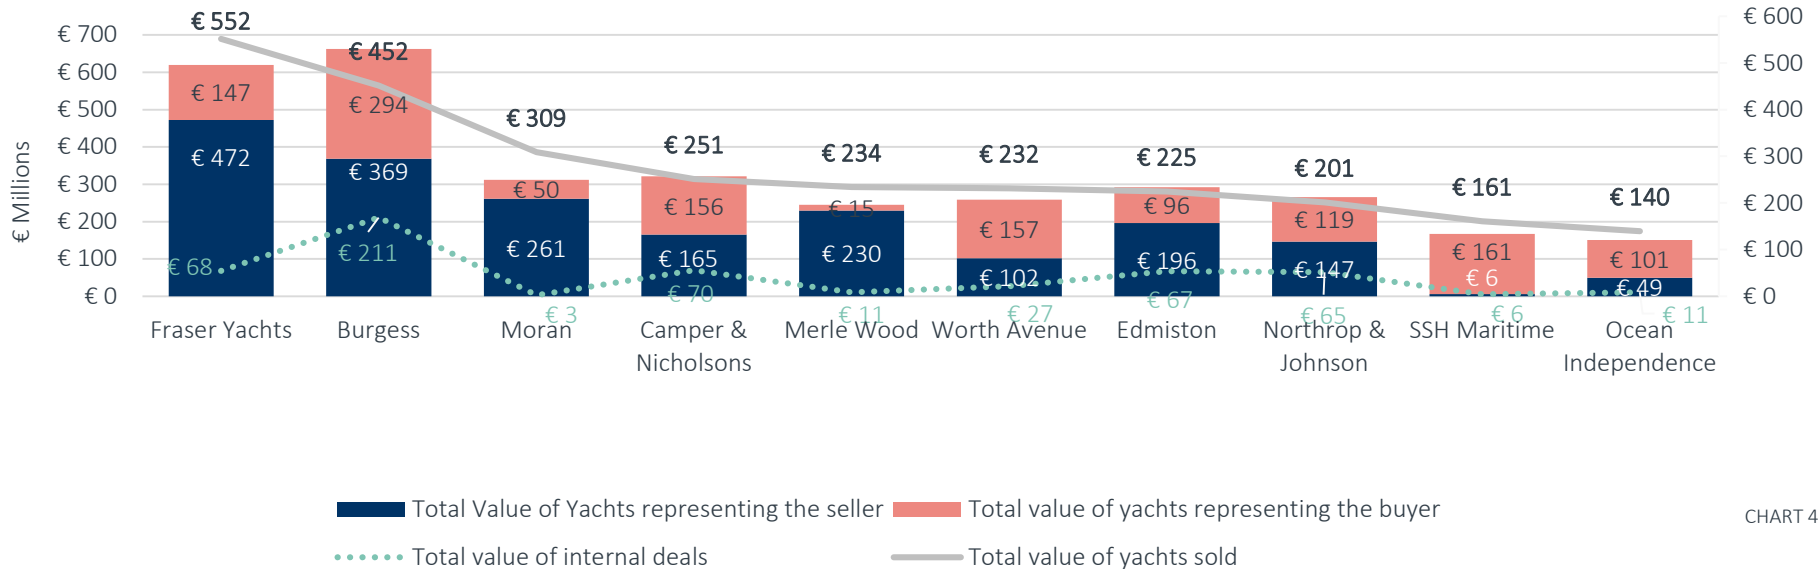 € 552
€ 600
€ 700
€ 452
€ 600
€ 500
€ 147
€ 294
€ 500
€ 309
€ 400
€ 472
€ 400
€ 251
€ 234
€ 232
€ 225
€ 201
€ 300
€ 369
€ 161
€ 140
€ 300
€ 50
€ 156
€ 15
€ 96
€ 119
€ 200
€ 200
€ 157
€ Millions
€ 211
€ 261
€ 165
€ 230
€ 196
€ 161
€ 101
€ 100
€ 68
€ 100
€ 102
€ 147
€ 6
€ 49
€ 0
€ 70
€ 67
€ 0
€ 3
€ 11
€ 27
€ 65
€ 6
€ 11
Fraser Yachts
Burgess
Moran
Camper &
Nicholsons
Merle Wood
Worth Avenue
Edmiston
Northrop &
Johnson
SSH Maritime
Ocean
Independence
Total Value of Yachts representing the seller
Total value of yachts representing the buyer
CHART 4
Total value of internal deals
Total value of yachts sold